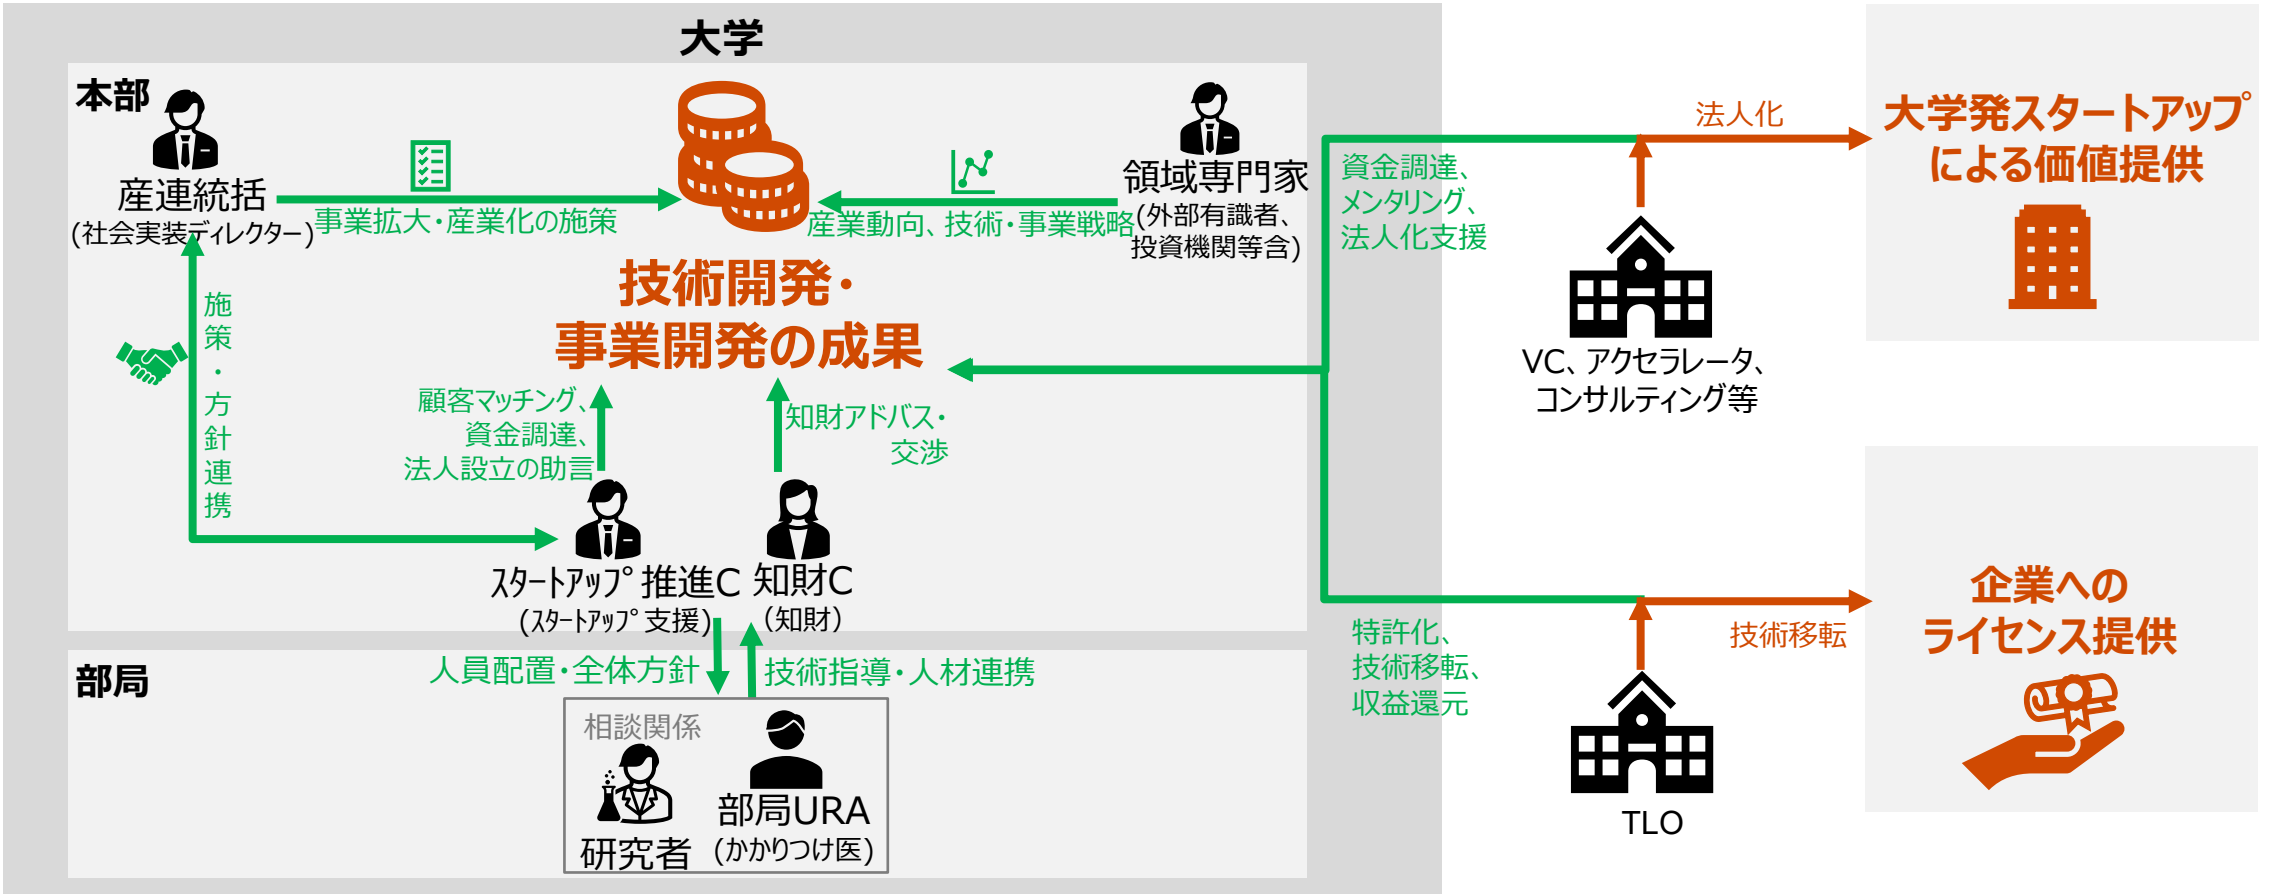 大学
本部
産連統括
(社会実装ディレクター)
事業拡大・産業化の施策
領域専門家
(外部有識者、
投資機関等含)
産業動向、技術・事業戦略
技術開発・
事業開発の成果
施策・方針連携
顧客マッチング、
資金調達、
法人設立の助言
知財アドバス・
交渉
ｽﾀｰﾄｱｯﾌﾟ推進C
(ｽﾀｰﾄｱｯﾌﾟ支援)
知財C
(知財)
部局
人員配置・全体方針
技術指導・人材連携
相談関係
研究者
部局URA
(かかりつけ医)
資金調達、
メンタリング、
法人化支援
法人化
VC、アクセラレータ、
コンサルティング等
大学発スタートアップ
による価値提供
特許化、
技術移転、
収益還元
技術移転
TLO
企業への
ライセンス提供